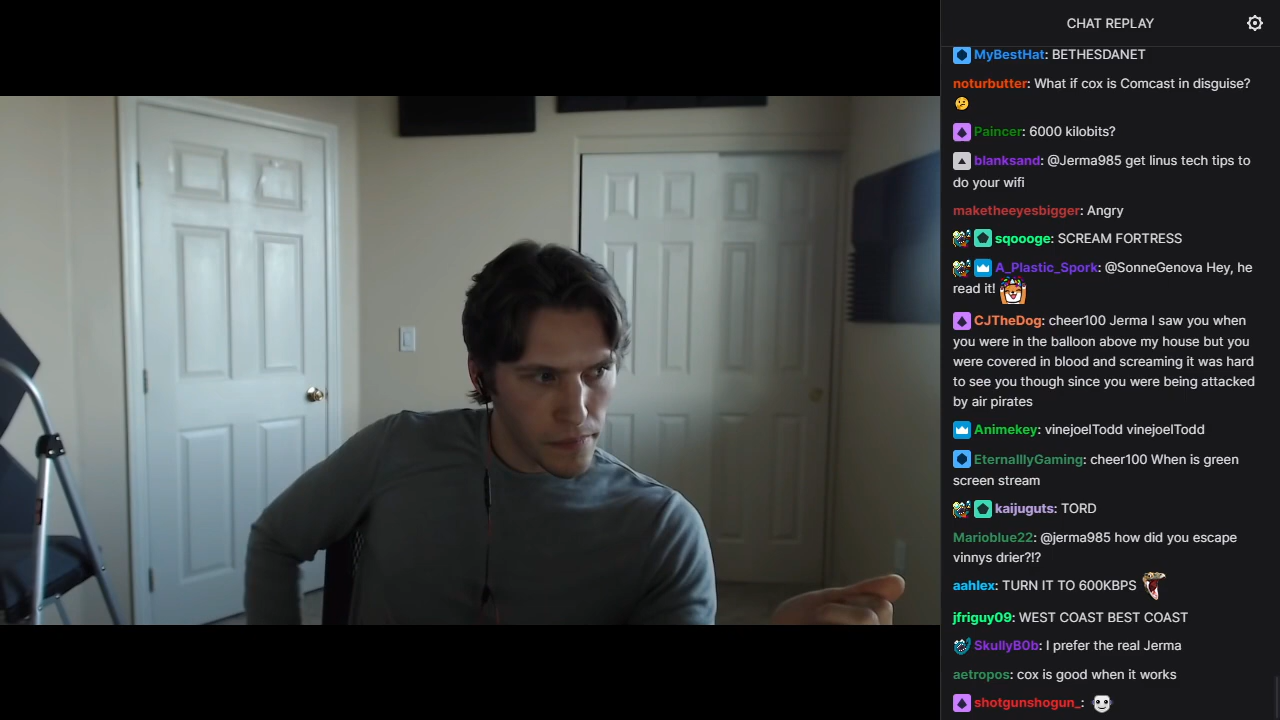 CHAT REPLAY
MyBestHat: BETHESDANET
noturbutter: What if cox is Comcast in disguise?
Paincer: 6000 kilobits?
blanksand: @Jerma985 get linus tech tips to
do your wifi
maketheeyesbigger: Angry
sqoooge: SCREAM FORTRESS
A_Plastic_Spork: @SonneGenova Hey, he
read it!
CJTheDog: cheer100 Jerma I saw you when
you were in the balloon above my house but you
were covered in blood and screaming it was hard
to see you though since you were being attacked
by air pirates
Animekey: vinejoelTodd vinejoelTodd
EternalllyGaming: cheer100 When is green
screen stream
kaijuguts: TORD
Marioblue22: @jerma985 how did you escape
vinnys drier?!?
aahlex: TURN IT TO 600KBPS
jfriguy09: WEST COAST BEST COAST
SkullyB0b: I prefer the real Jerma
aetropos: cox is good when it works
shotgunshogun_: